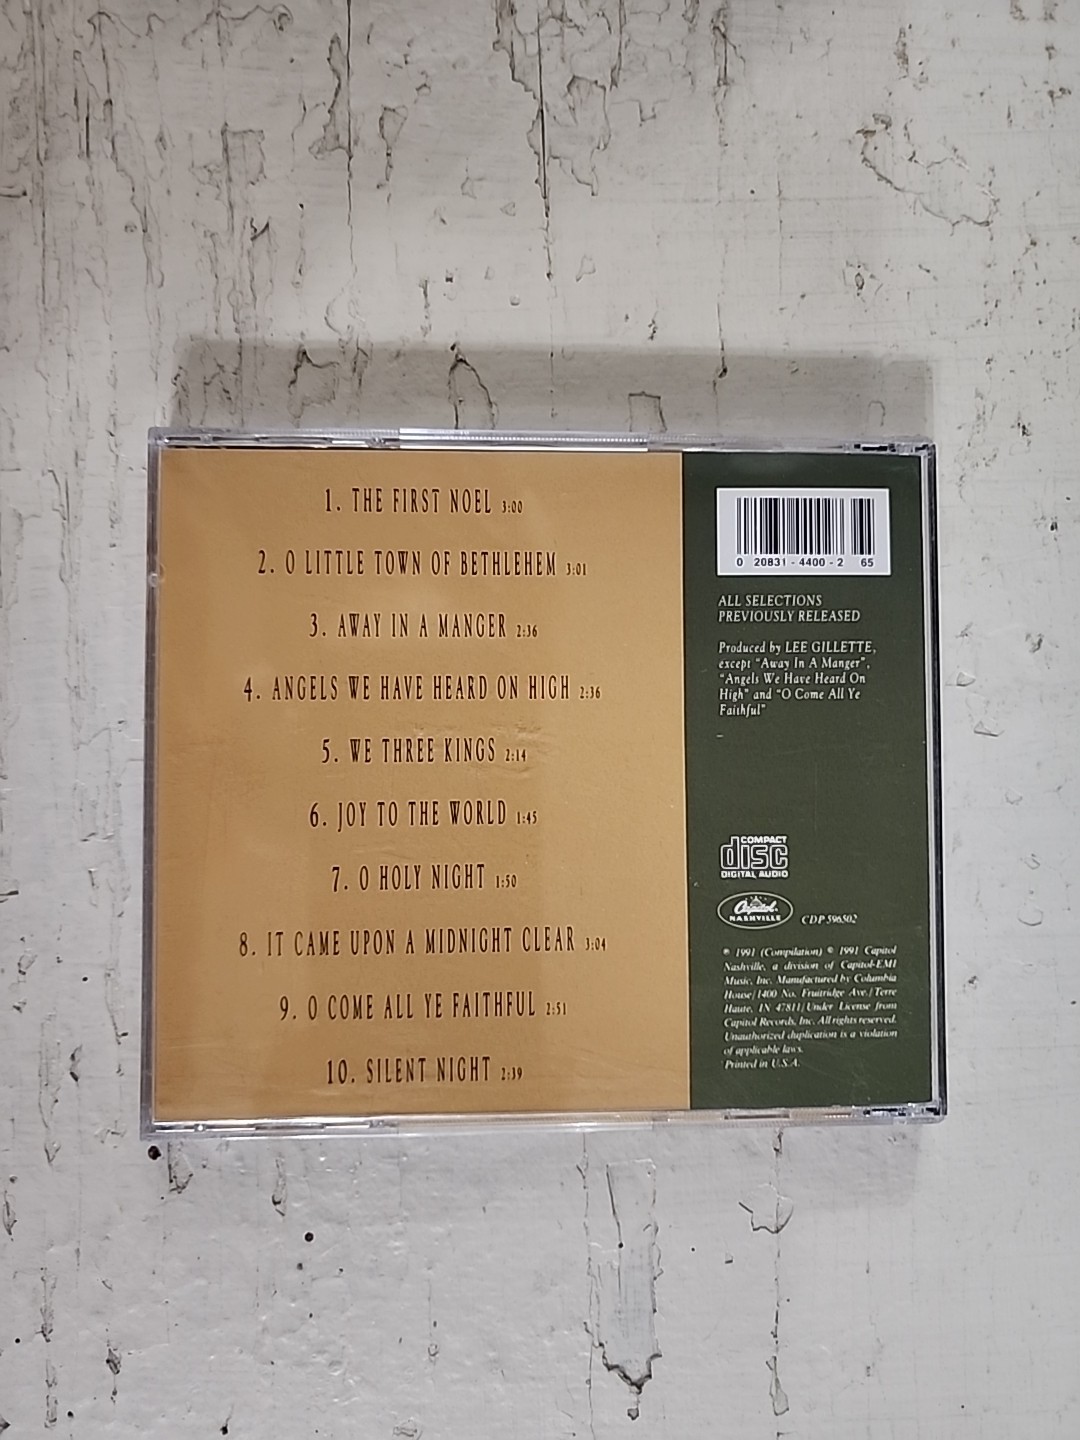 1. THE FIRST NOEL 3:00
2. O LITTLE TOWN OF BETHLEHEM 3:01
3. AWAY IN A MANGER 2:36
4. ANGELS WE HAVE HEARD ON HIGH 2:36
5. WE THREE KINGS 2:14
6. JOY TO THE WORLD 1:45
7. O HOLY NIGHT 1:50
8. IT CAME UPON A MIDNIGHT CLEAR 3:04
9. O COME ALL YE FAITHFUL 2:51
10. SILENT NIGHT 2:39
0 20831-4400-2 65
ALL SELECTIONS
PREVIOUSLY RELEASED
Produced by LEE GILLETTE,
except "Away In A Manger",
"Angels We Have Heard On
High" and "O Come All Ye
Faithful"
COMPACT
disc
DIGITAL AUDIO
Capitol
NASHVILLE
CDP 596502
℗ 1991 (Compilation) © 1991 Capitol
Nashville, a division of Capitol-EMI
Music, Inc. Manufactured by Columbia
House/1400 No. Fruitridge Ave./Terre
Haute, IN 47811/Under License from
Capitol Records, Inc. All rights reserved.
Unauthorized duplication is a violation
of applicable laws.
Printed in U.S.A.